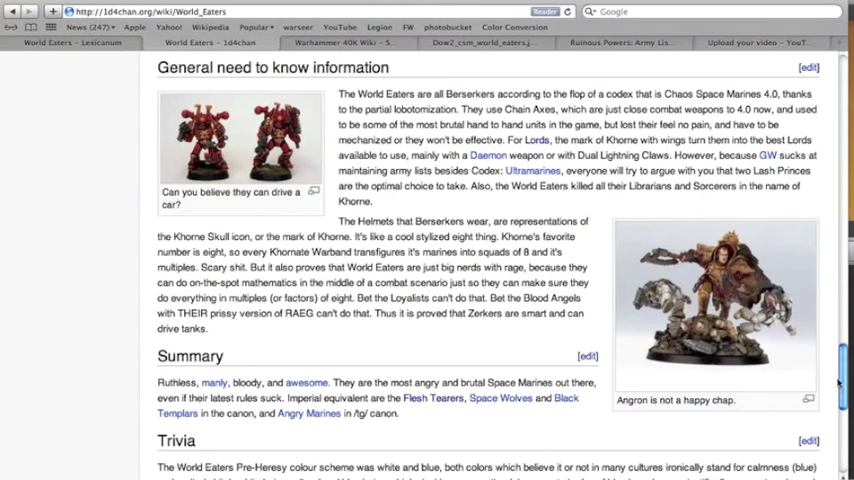 http://1d4chan.org/wiki/World_Eaters
Reader
Google
News (247)
Apple
Yahoo!
Wikipedia
Popular
warseer
YouTube
Legion
FW
photobucket
Color Conversion
World Eaters – Lexicanum
World Eaters - 1d4chan
Warhammer 40K Wiki - S...
Dow2_csm_world_eaters.j...
Ruinous Powers: Army Lis...
Upload your video - YouT...
General need to know information
[edit]
The World Eaters are all Berserkers according to the flop of a codex that is Chaos Space Marines 4.0, thanks
to the partial lobotomization. They use Chain Axes, which are just close combat weapons to 4.0 now, and used
to be some of the most brutal hand to hand units in the game, but lost their feel no pain, and have to be
mechanized or they won't be effective. For Lords, the mark of Khorne with wings turn them into the best Lords
available to use, mainly with a Daemon weapon or with Dual Lightning Claws. However, because GW sucks at
maintaining army lists besides Codex: Ultramarines, everyone will try to argue with you that two Lash Princes
are the optimal choice to take. Also, the World Eaters killed all their Librarians and Sorcerers in the name of
Khorne.
Can you believe they can drive a
car?
The Helmets that Berserkers wear, are representations of
the Khorne Skull icon, or the mark of Khorne. It's like a cool stylized eight thing. Khorne's favorite
number is eight, so every Khornate Warband transfigures it's marines into squads of 8 and it's
multiples. Scary shit. But it also proves that World Eaters are just big nerds with rage, because they
can do on-the-spot mathematics in the middle of a combat scenario just so they can make sure they
do everything in multiples (or factors) of eight. Bet the Loyalists can't do that. Bet the Blood Angels
with THEIR prissy version of RAEG can't do that. Thus it is proved that Zerkers are smart and can
drive tanks.
Angron is not a happy chap.
Summary
[edit]
Ruthless, manly, bloody, and awesome. They are the most angry and brutal Space Marines out there,
even if their latest rules suck. Imperial equivalent are the Flesh Tearers, Space Wolves and Black
Templars in the canon, and Angry Marines in /tg/ canon.
Trivia
[edit]
The World Eaters Pre-Heresy colour scheme was white and blue, both colors which believe it or not in many cultures ironically stand for calmness (blue)